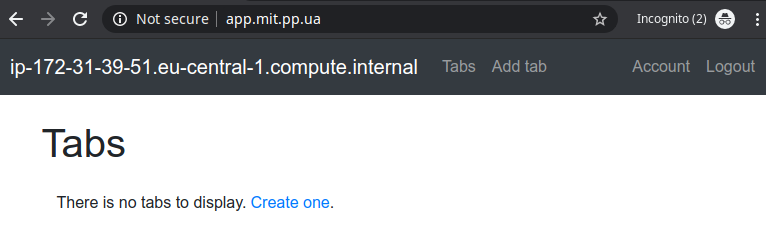 Not secure | app.mit.pp.ua Incognito (2)
ip-172-31-39-51.eu-central-1.compute.internal Tabs Add tab Account Logout
Tabs
There is no tabs to display. Create one.